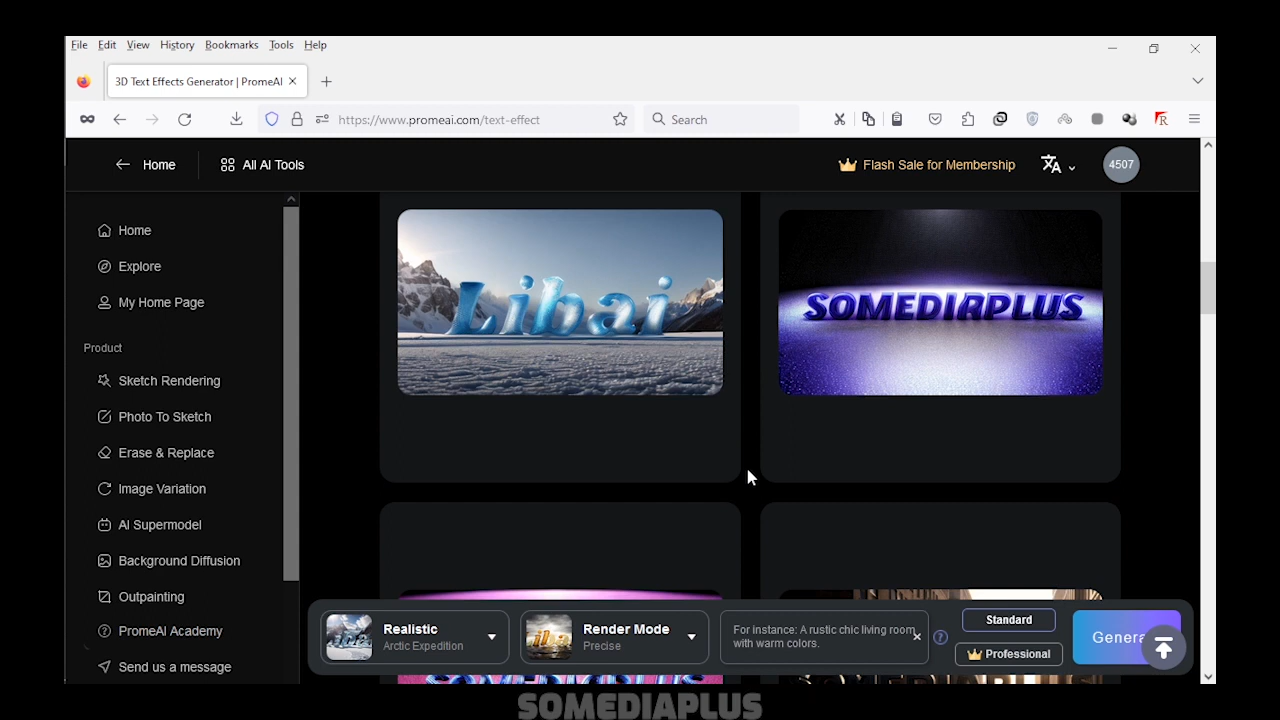 File Edit View History Bookmarks Tools Help
3D Text Effects Generator | PromeAI
https://www.promeai.com/text-effect
Search
Home
All AI Tools
Flash Sale for Membership
4507
Home
Explore
My Home Page
Product
Sketch Rendering
Photo To Sketch
Erase & Replace
Image Variation
AI Supermodel
Background Diffusion
Outpainting
PromeAI Academy
Send us a message
Libai
SOMEDIAPLUS
Realistic
Arctic Expedition
Render Mode
Precise
For instance: A rustic chic living room
with warm colors.
Standard
Professional
Genera
SOMEDIAPLUS